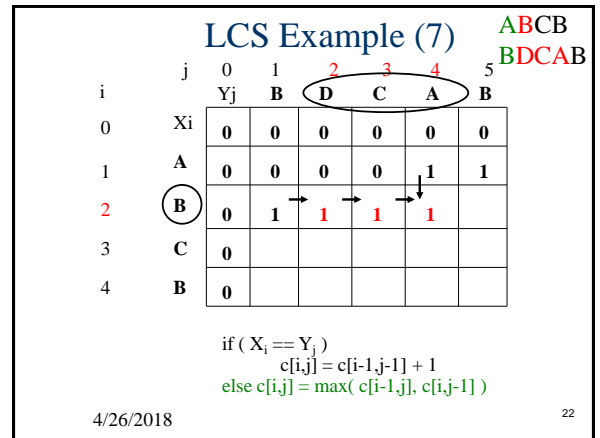 LCS Example (7)
ABCB
BDCAB
j 0 1 2 3 4 5
i Yj B D C A B
0 Xi 0 0 0 0 0 0
1 A 0 0 0 0 1 1
2 B 0 1 1 1 1
3 C 0
4 B 0
if ( Xi == Yj )
c[i,j] = c[i-1,j-1] + 1
else c[i,j] = max( c[i-1,j], c[i,j-1] )
4/26/2018 22